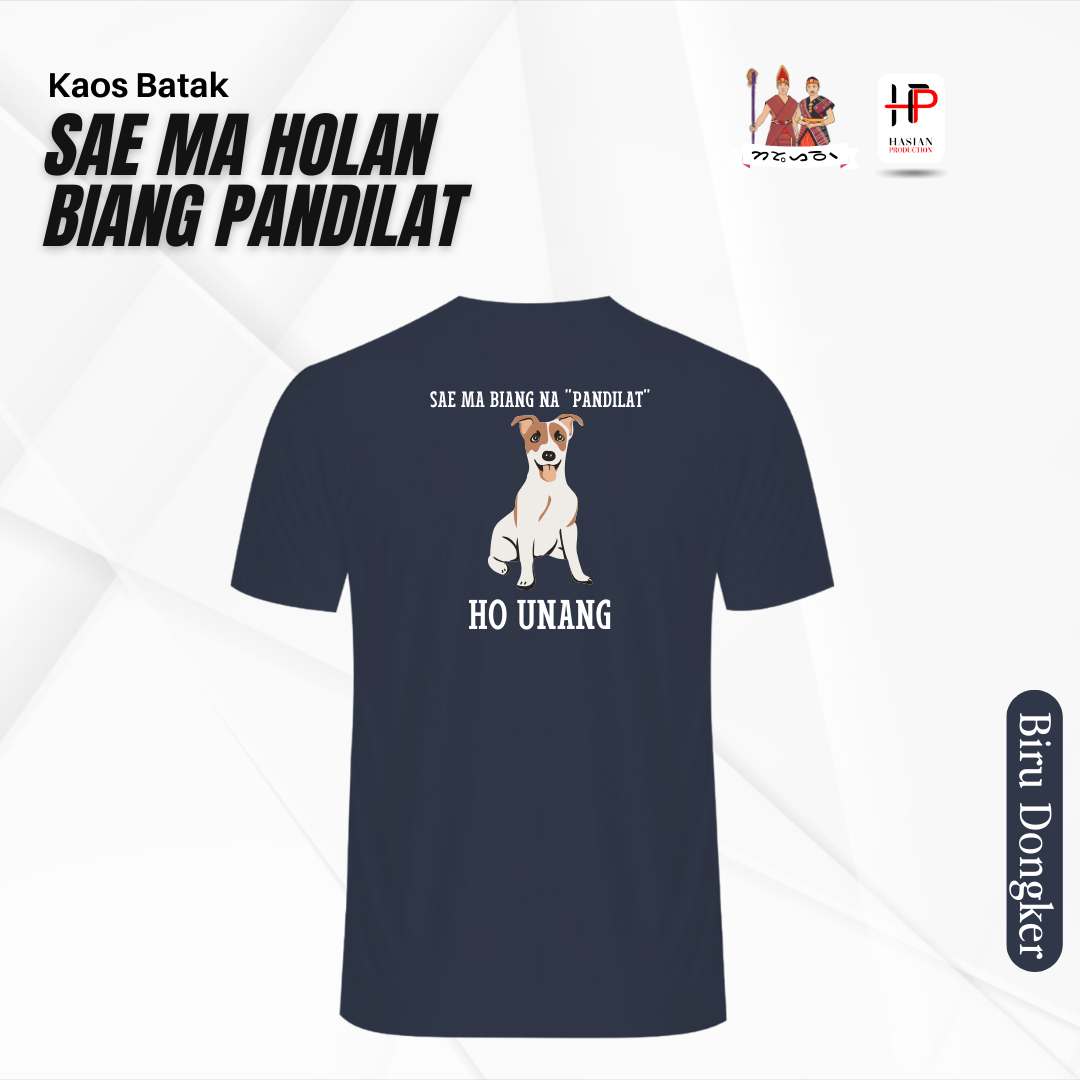 Kaos Batak
SAE MA HOLAN
BIANG PANDILAT
HASIAN
PRODUCTION
SAE MA BIANG NA "PANDILAT"
HO UNANG
Biru Dongker